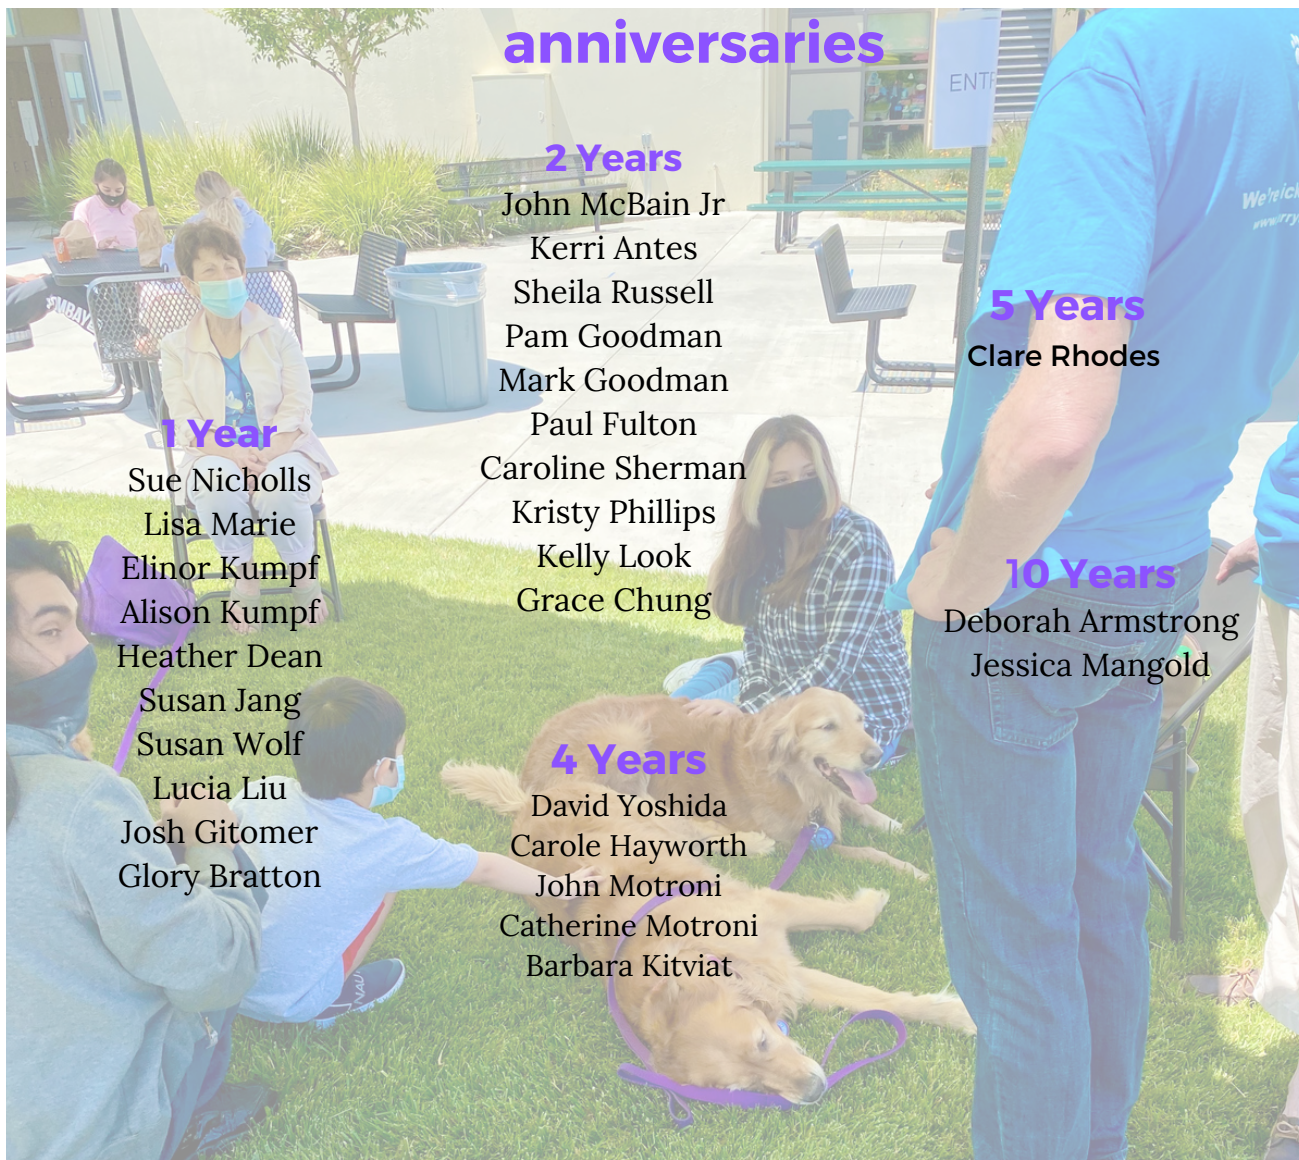 anniversaries
2 Years
John McBain Jr
Kerri Antes
Sheila Russell
Pam Goodman
Mark Goodman
Paul Fulton
Caroline Sherman
Kristy Phillips
Kelly Look
Grace Chung
1 Year
Sue Nicholls
Lisa Marie
Elinor Kumpf
Alison Kumpf
Heather Dean
Susan Jang
Susan Wolf
Lucia Liu
Josh Gitomer
Glory Bratton
4 Years
David Yoshida
Carole Hayworth
John Motroni
Catherine Motroni
Barbara Kitviat
5 Years
Clare Rhodes
10 Years
Deborah Armstrong
Jessica Mangold
ENTR
We're